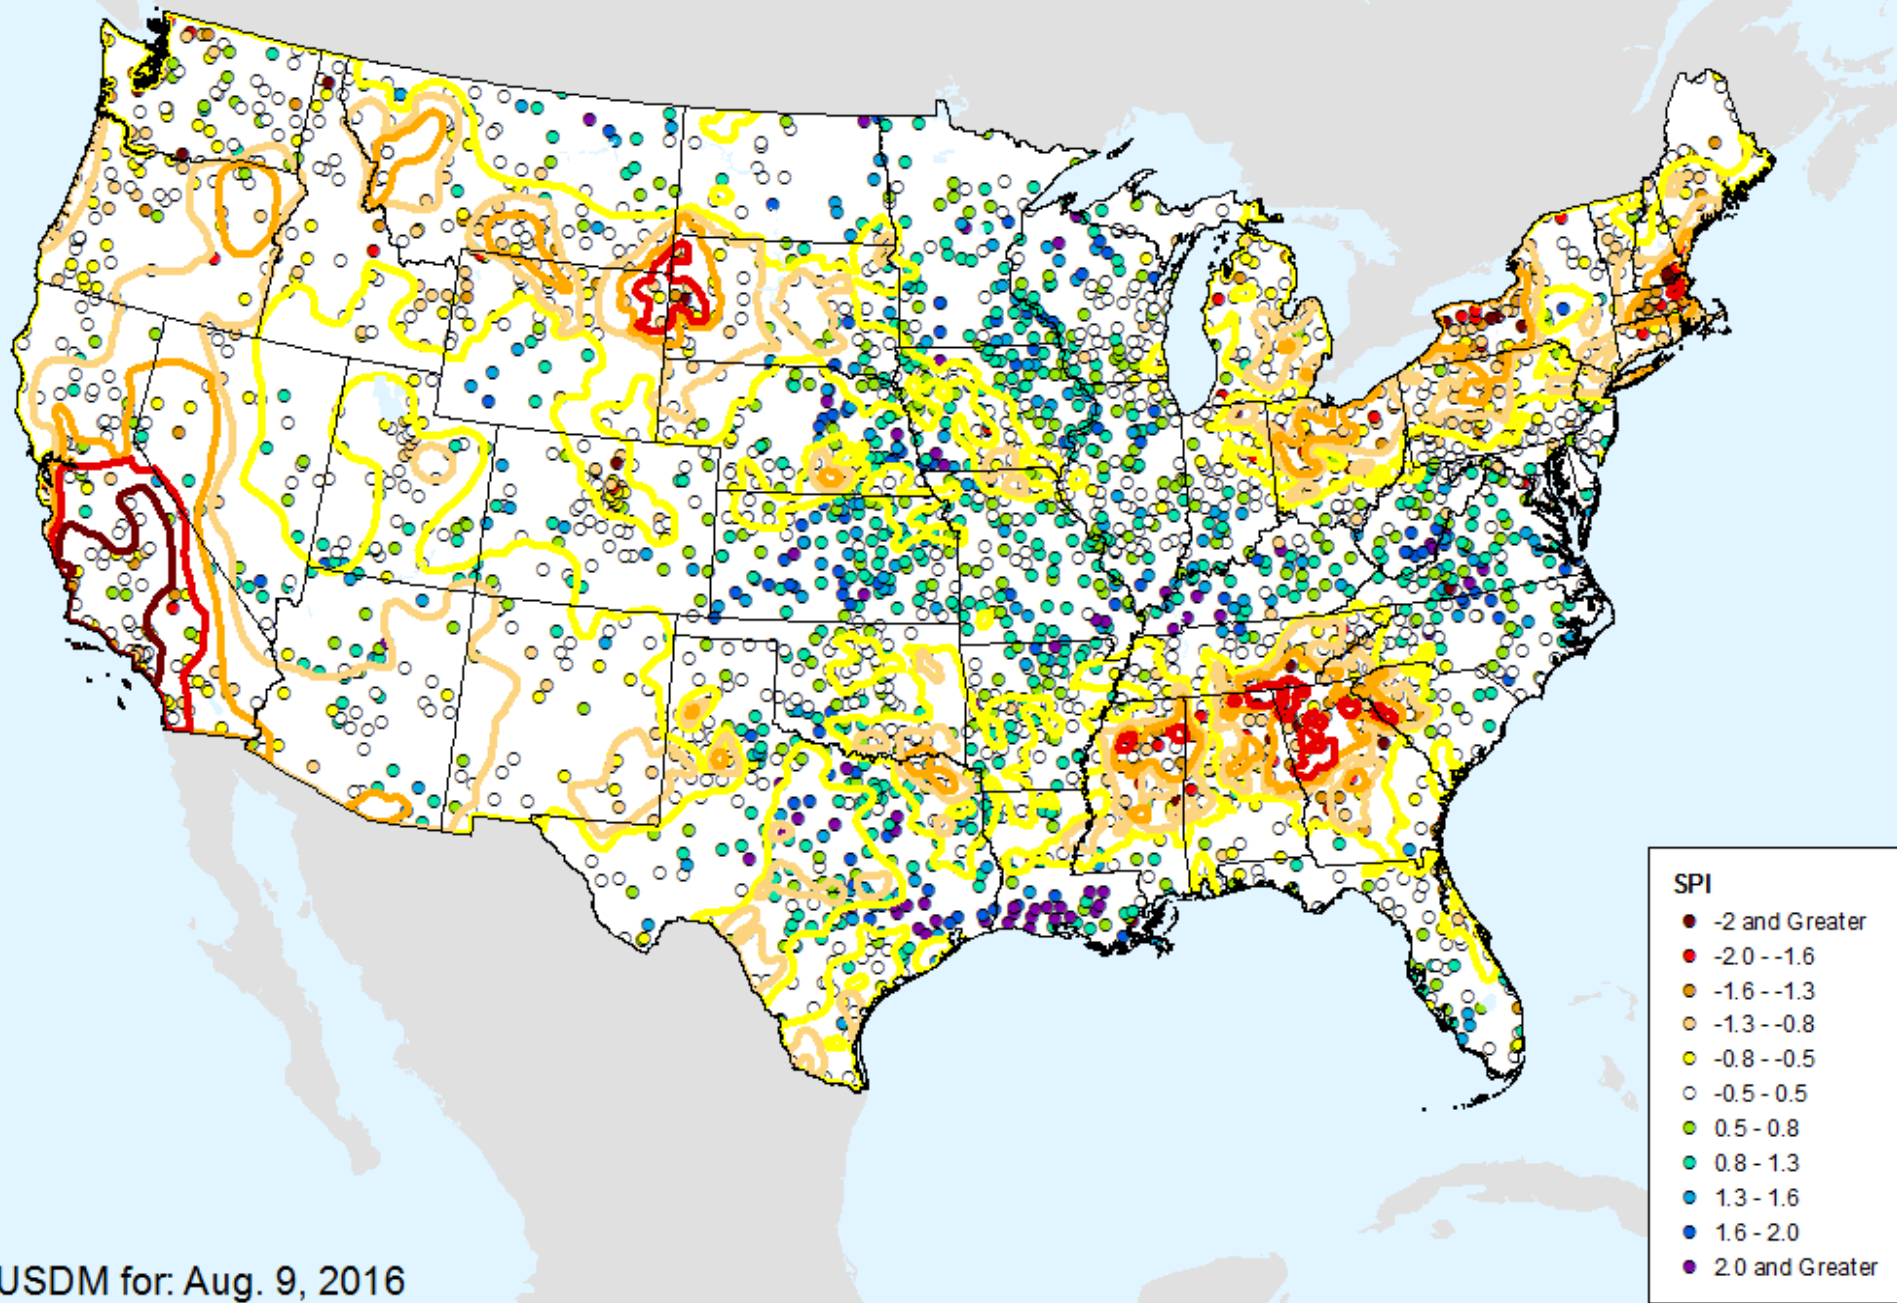 SPI
-2 and Greater
-2.0 - -1.6
-1.6 - -1.3
-1.3 - -0.8
-0.8 - -0.5
-0.5 - 0.5
0.5 - 0.8
0.8 - 1.3
1.3 - 1.6
1.6 - 2.0
2.0 and Greater
USDM for: Aug. 9, 2016